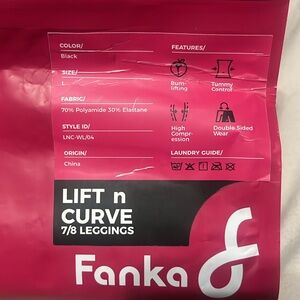 COLOR/
Black
SIZE/
L
FABRIC/
70% Polyamide 30% Elastane
STYLE ID/
LNC-WL/04
ORIGIN/
China
FEATURES/
Bum-
lifting
Tummy
Control
High
Compr-
ession
Double Sided
Wear
LAUNDRY GUIDE/
LIFT n
CURVE
7/8 LEGGINGS
Fanka